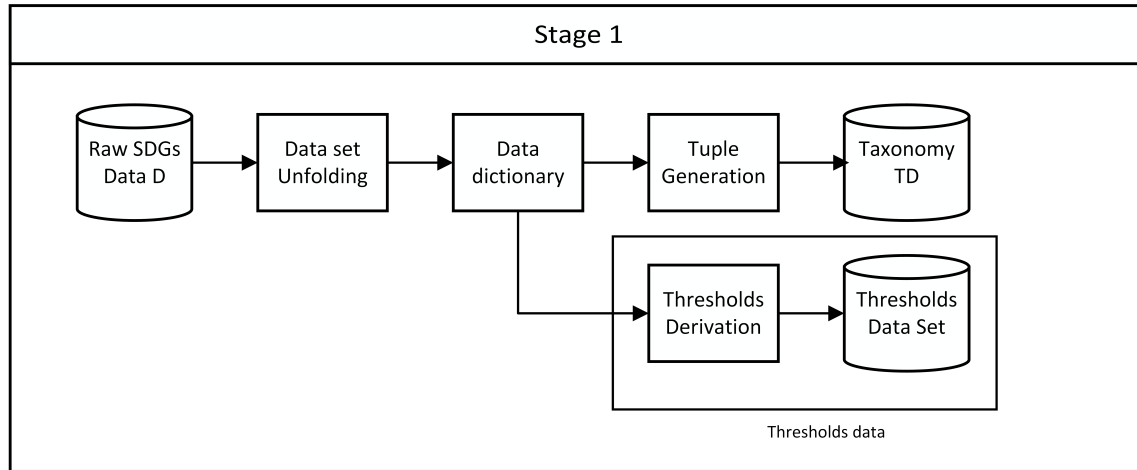 Stage 1
Raw SDGs
Data D
Data set
Unfolding
Data
dictionary
Tuple
Generation
Taxonomy
TD
Thresholds
Derivation
Thresholds
Data Set
Thresholds data